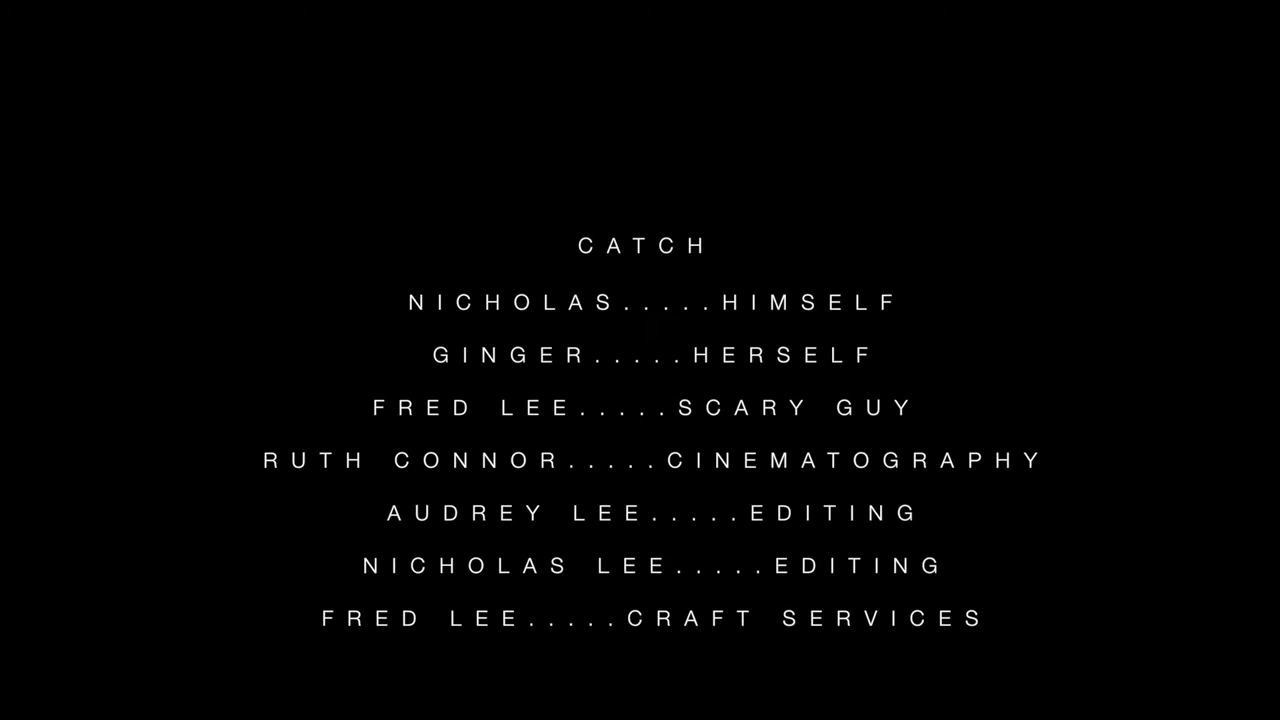 CATCH
NICHOLAS.....HIMSELF
GINGER.....HERSELF
FRED LEE.....SCARY GUY
RUTH CONNOR.....CINEMATOGRAPHY
AUDREY LEE.....EDITING
NICHOLAS LEE.....EDITING
FRED LEE.....CRAFT SERVICES